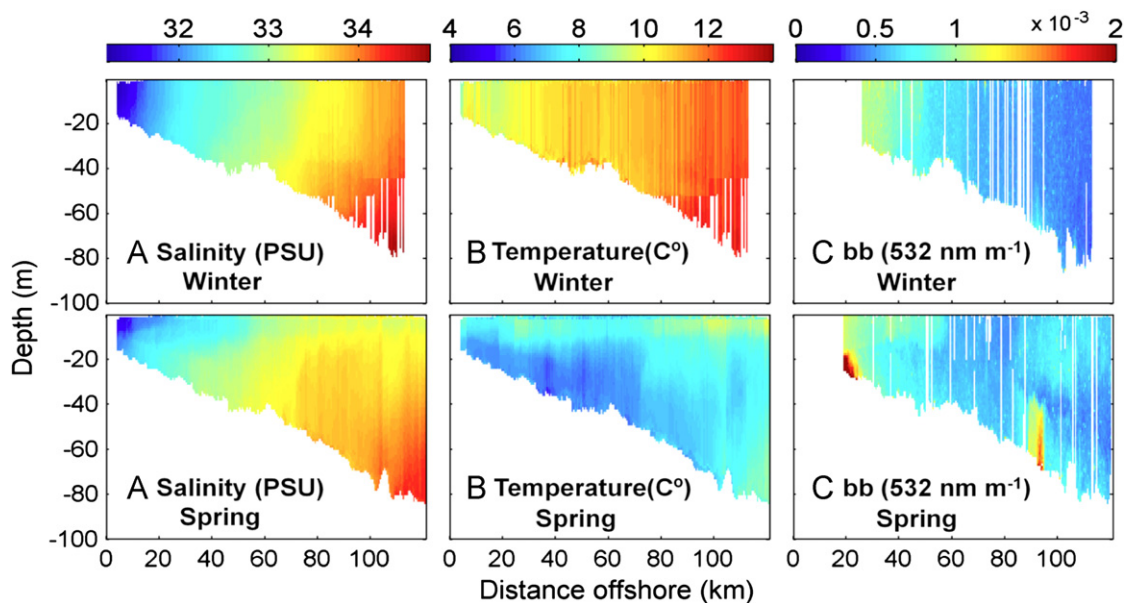 32 33 34
4 6 8 10 12
0 0.5 1 x 10⁻³ 2
-20
-40
-60
-80
-100
A Salinity (PSU)
Winter
B Temperature(Cº)
Winter
C bb (532 nm m⁻¹)
Winter
Depth (m)
0
-20
-40
-60
-80
-100
A Salinity (PSU)
Spring
B Temperature(Cº)
Spring
C bb (532 nm m⁻¹)
Spring
0 20 40 60 80 100
0 20 40 60 80 100
0 20 40 60 80 100
Distance offshore (km)